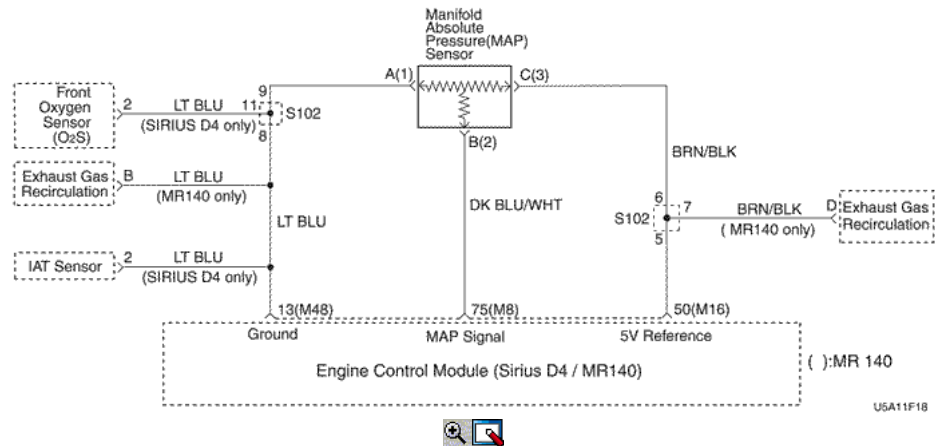 Manifold
Absolute
Pressure(MAP)
Sensor
A(1)
C(3)
B(2)
Front
Oxygen
Sensor
(O2S)
2
LT BLU
(SIRIUS D4 only)
9
11
8
S102
Exhaust Gas
Recirculation
B
LT BLU
(MR140 only)
LT BLU
IAT Sensor
2
LT BLU
(SIRIUS D4 only)
DK BLU/WHT
BRN/BLK
6
S102
7
5
BRN/BLK
( MR140 only)
D
Exhaust Gas
Recirculation
13(M48)
75(M8)
50(M16)
Ground
MAP Signal
5V Reference
Engine Control Module (Sirius D4 / MR140)
( ):MR 140
U5A11F18